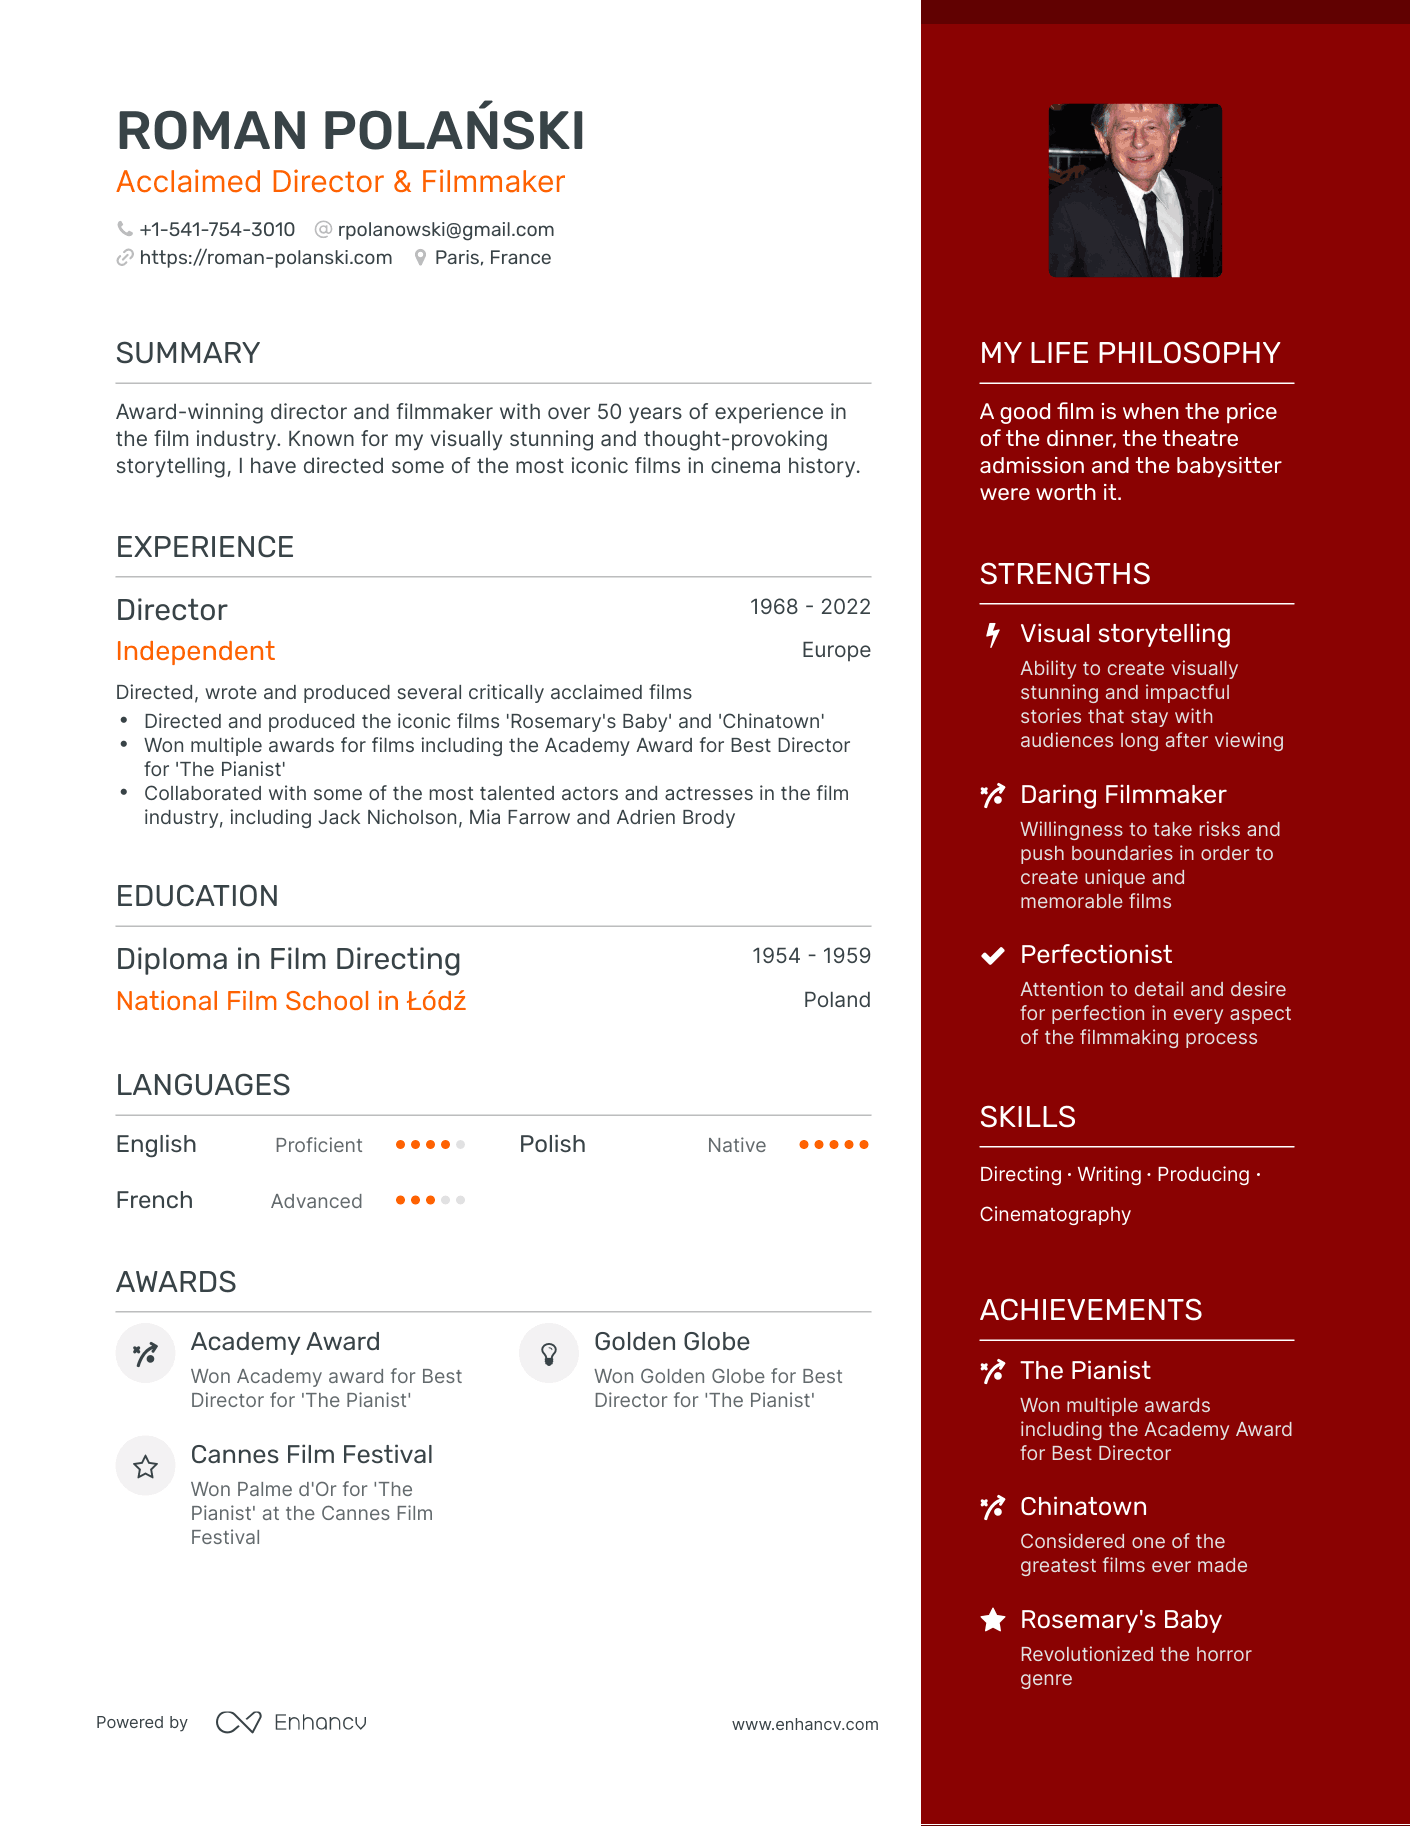 ROMAN POLAŃSKI
Acclaimed Director & Filmmaker
+1-541-754-3010 rpolanowski@gmail.com
https://roman-polanski.com Paris, France
SUMMARY
Award-winning director and filmmaker with over 50 years of experience in
the film industry. Known for my visually stunning and thought-provoking
storytelling, I have directed some of the most iconic films in cinema history.
EXPERIENCE
Director 1968 - 2022
Independent Europe
Directed, wrote and produced several critically acclaimed films
• Directed and produced the iconic films 'Rosemary's Baby' and 'Chinatown'
• Won multiple awards for films including the Academy Award for Best Director
for 'The Pianist'
• Collaborated with some of the most talented actors and actresses in the film
industry, including Jack Nicholson, Mia Farrow and Adrien Brody
EDUCATION
Diploma in Film Directing 1954 - 1959
National Film School in Łódź Poland
LANGUAGES
English Proficient Polish Native
French Advanced
AWARDS
Academy Award
Won Academy award for Best
Director for 'The Pianist'
Golden Globe
Won Golden Globe for Best
Director for 'The Pianist'
Cannes Film Festival
Won Palme d'Or for 'The
Pianist' at the Cannes Film
Festival
MY LIFE PHILOSOPHY
A good film is when the price
of the dinner, the theatre
admission and the babysitter
were worth it.
STRENGTHS
Visual storytelling
Ability to create visually
stunning and impactful
stories that stay with
audiences long after viewing
Daring Filmmaker
Willingness to take risks and
push boundaries in order to
create unique and
memorable films
Perfectionist
Attention to detail and desire
for perfection in every aspect
of the filmmaking process
SKILLS
Directing · Writing · Producing ·
Cinematography
ACHIEVEMENTS
The Pianist
Won multiple awards
including the Academy Award
for Best Director
Chinatown
Considered one of the
greatest films ever made
Rosemary's Baby
Revolutionized the horror
genre
Powered by Enhancv www.enhancv.com